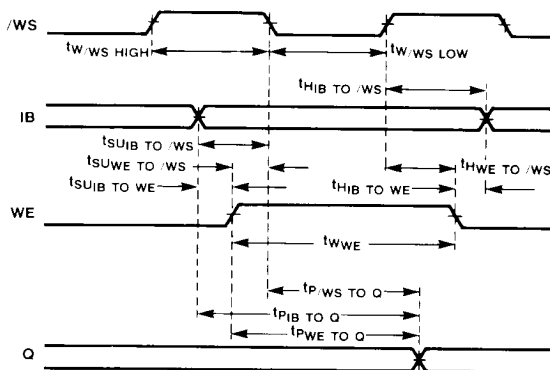 /WS
tW/WS HIGH
tW/WS LOW
tHIB TO /WS
IB
tSUIB TO /WS
tSUWE TO /WS
tHWE TO /WS
tSUIB TO WE
tHIB TO WE
WE
tWWE
tP/WS TO Q
tPIB TO Q
tPWE TO Q
Q